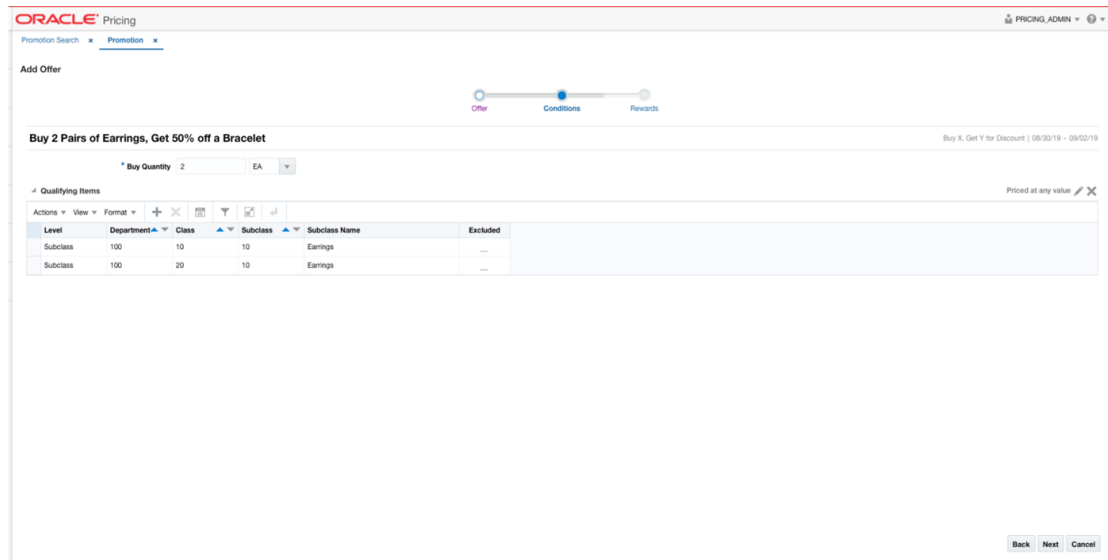 ORACLE Pricing PRICING_ADMIN
Promotion Search x Promotion x
Add Offer
Offer Conditions Rewards
Buy 2 Pairs of Earrings, Get 50% off a Bracelet Buy X, Get Y for Discount | 08/30/19 - 09/02/19
* Buy Quantity 2 EA
Qualifying Items Priced at any value
Actions View Format
Level Department Class Subclass Subclass Name Excluded
Subclass 100 10 10 Earrings __
Subclass 100 20 10 Earrings __
Back Next Cancel